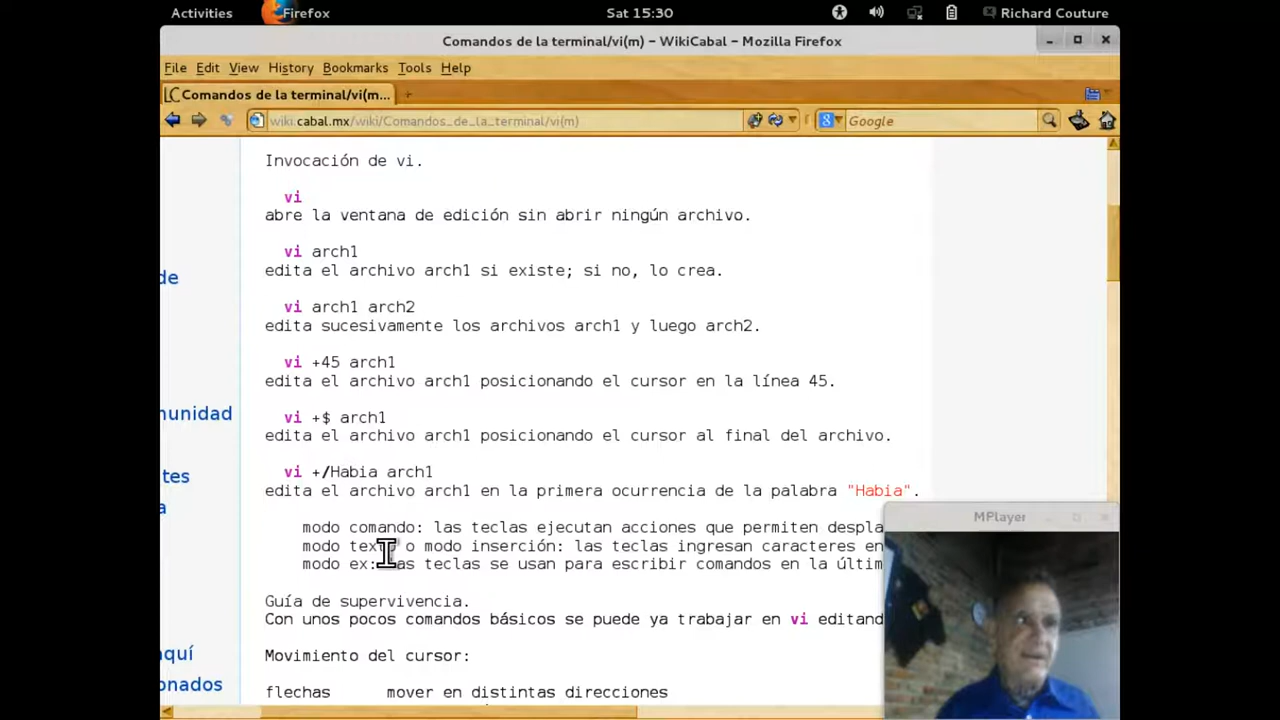 Activities
Firefox
Sat 15:30
Richard Couture
Comandos de la terminal/vi(m) – WikiCabal – Mozilla Firefox
File Edit View History Bookmarks Tools Help
Comandos de la terminal/vi(m...
wiki.cabal.mx/wiki/Comandos_de_la_terminal/vi(m)
Google
Invocación de vi.
vi
abre la ventana de edición sin abrir ningún archivo.
vi arch1
edita el archivo arch1 si existe; si no, lo crea.
de
vi arch1 arch2
edita sucesivamente los archivos arch1 y luego arch2.
vi +45 arch1
edita el archivo arch1 posicionando el cursor en la línea 45.
vi +$ arch1
edita el archivo arch1 posicionando el cursor al final del archivo.
unidad
vi +/Habia arch1
edita el archivo arch1 en la primera ocurrencia de la palabra "Habia".
tes
a
modo comando: las teclas ejecutan acciones que permiten despla
modo texto o modo inserción: las teclas ingresan caracteres en
modo ex: las teclas se usan para escribir comandos en la últim
MPlayer
Guía de supervivencia.
Con unos pocos comandos básicos se puede ya trabajar en vi editand
Movimiento del cursor:
quí
onados
flechas mover en distintas direcciones